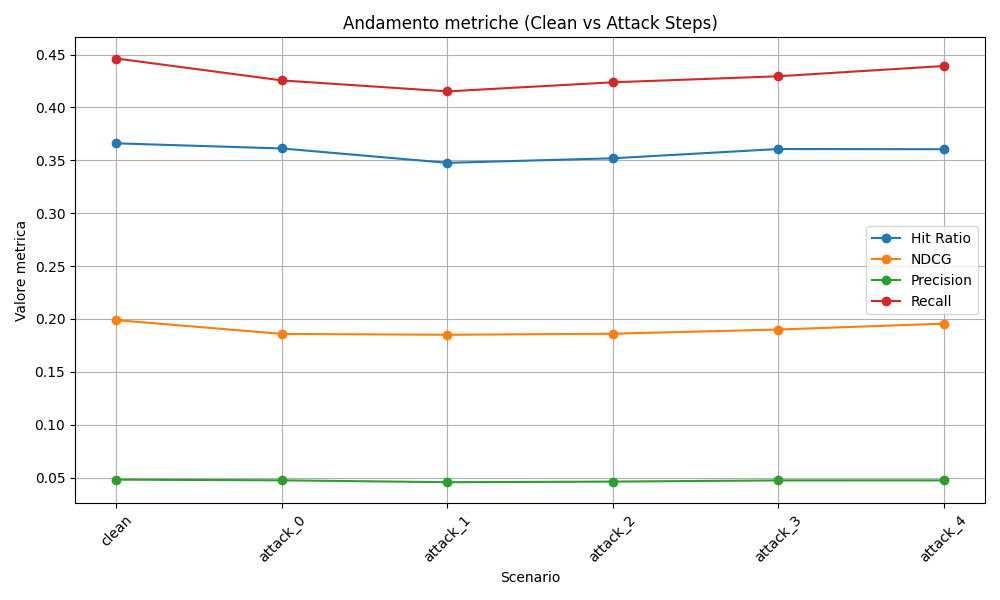 Andamento metriche (Clean vs Attack Steps)
Valore metrica
0.45
0.40
0.35
0.30
0.25
0.20
0.15
0.10
0.05
Hit Ratio
NDCG
Precision
Recall
clean
attack_0
attack_1
attack_2
attack_3
attack_4
Scenario